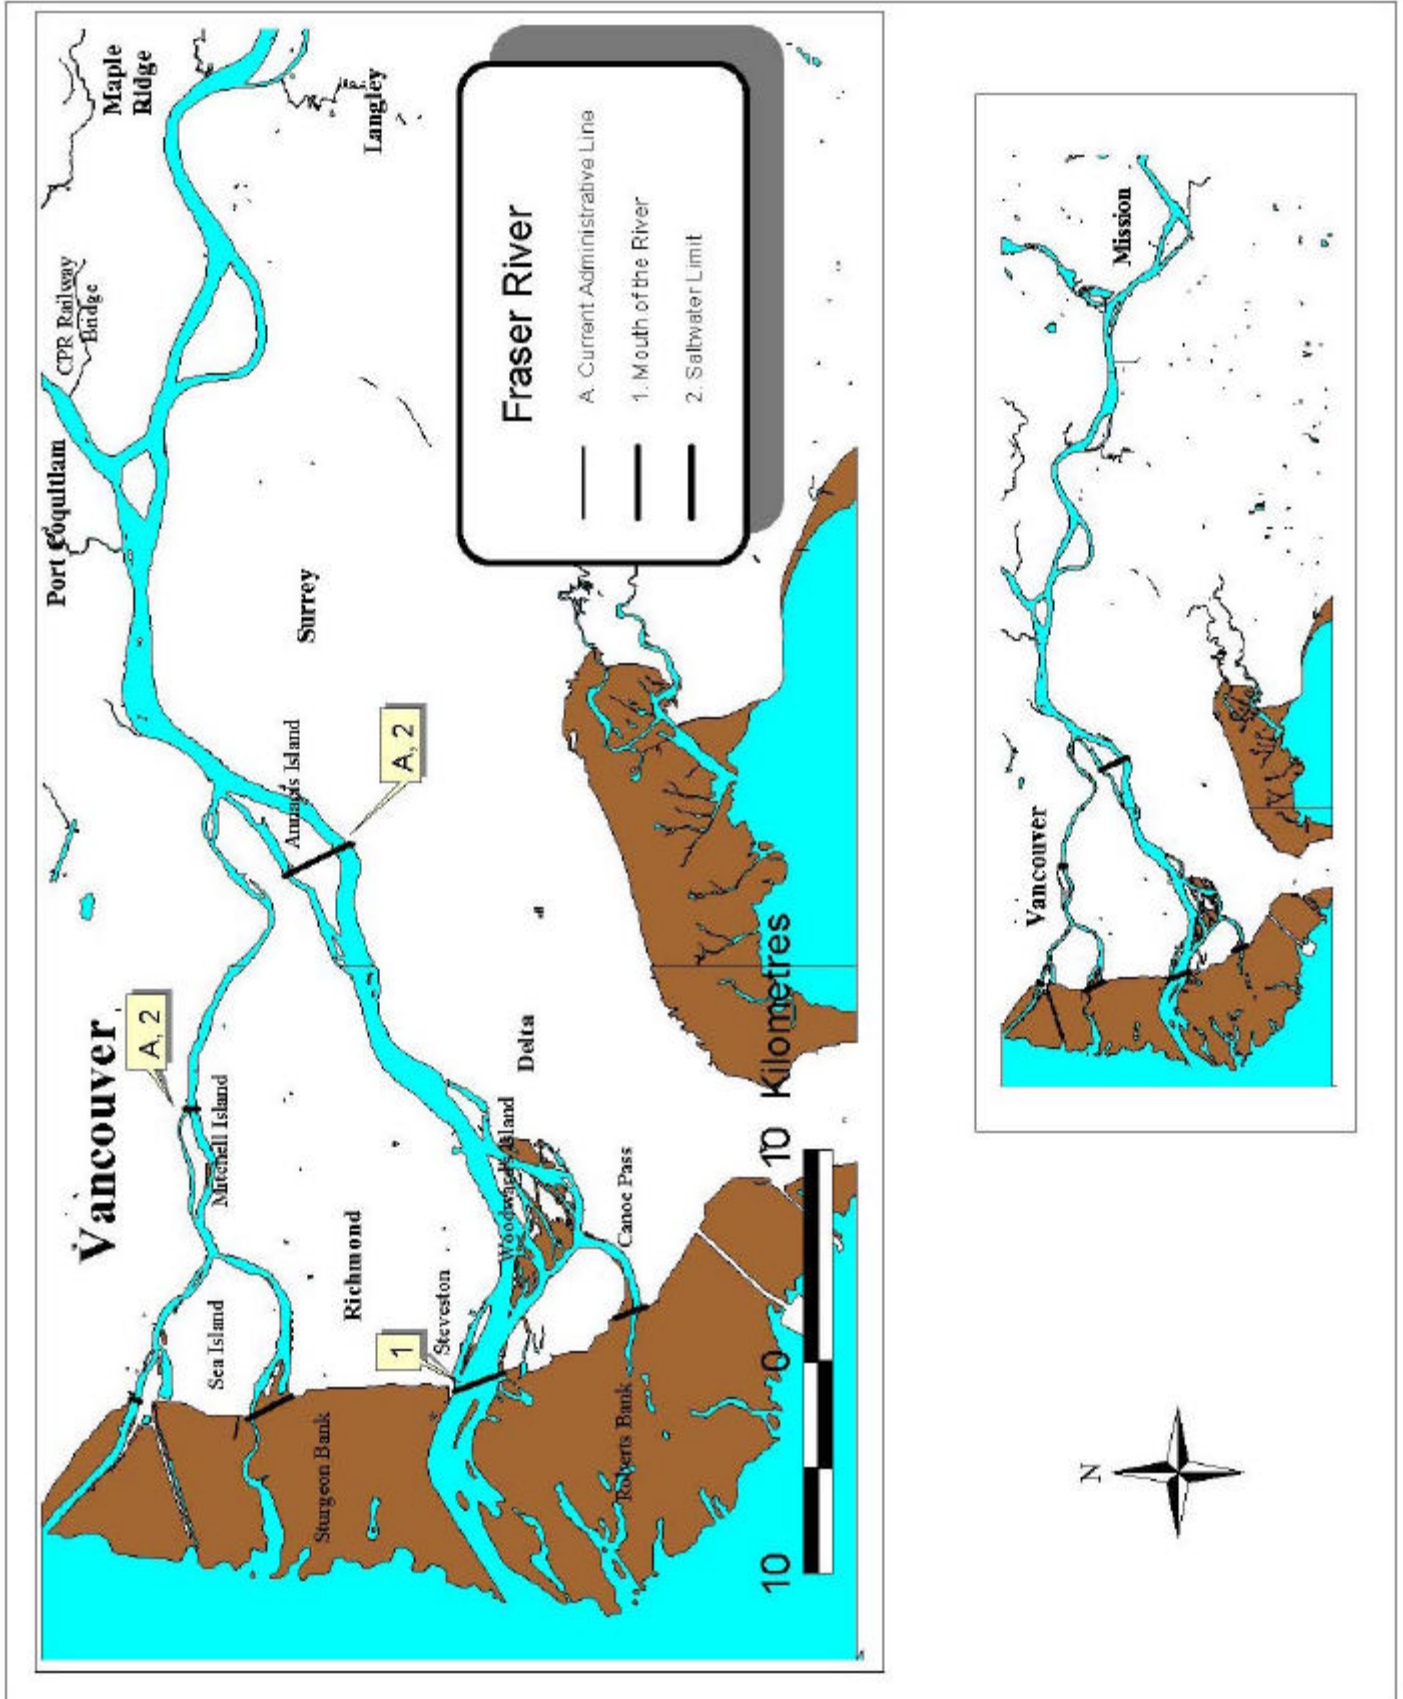 Maple
Ridge
Langley
CPR Railway
Bridge
Port Coquitlam
Surrey
Annacis Island
A, 2
Vancouver
A, 2
Mitchell Island
Delta
Woodwards Island
Canoe Pass
Richmond
Steveston
Sea Island
1
Sturgeon Bank
Roberts Bank
10 0 10 Kilometres
Fraser River
A. Current Administrative Line
1. Mouth of the River
2. Saltwater Limit
Vancouver
Mission
N